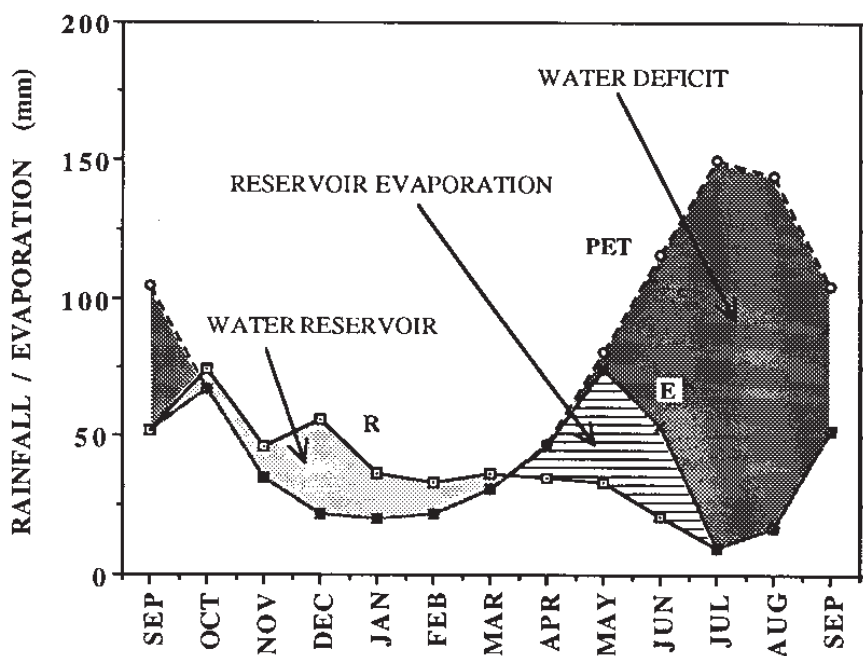 RAINFALL / EVAPORATION (mm)
200
150
100
50
0
WATER DEFICIT
RESERVOIR EVAPORATION
PET
WATER RESERVOIR
E
R
SEP
OCT
NOV
DEC
JAN
FEB
MAR
APR
MAY
JUN
JUL
AUG
SEP